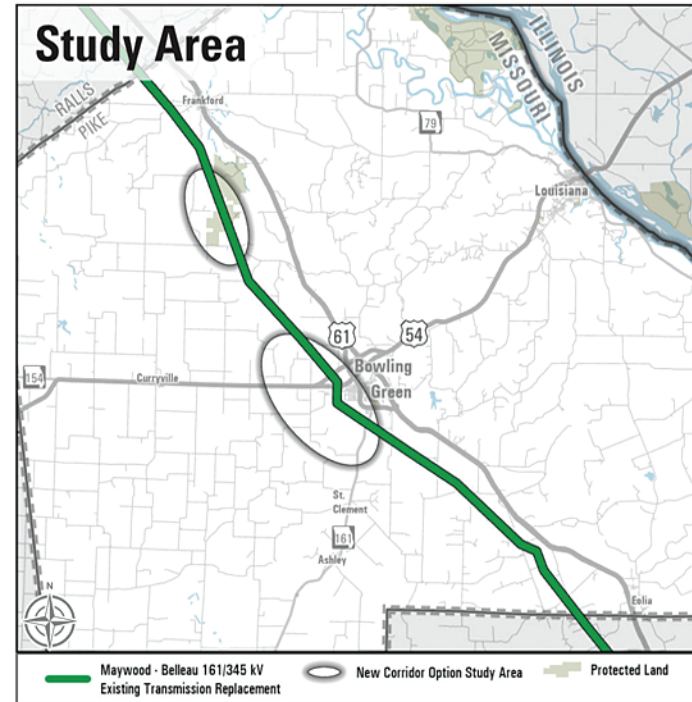 Study Area
ILLINOIS
MISSOURI
RALLS
PIKE
Frankford
79
Louisiana
61
54
Bowling
Green
154
Curryville
St.
Clement
161
Ashley
Eolia
N
Maywood - Belleau 161/345 kV
Existing Transmission Replacement
New Corridor Option Study Area
Protected Land